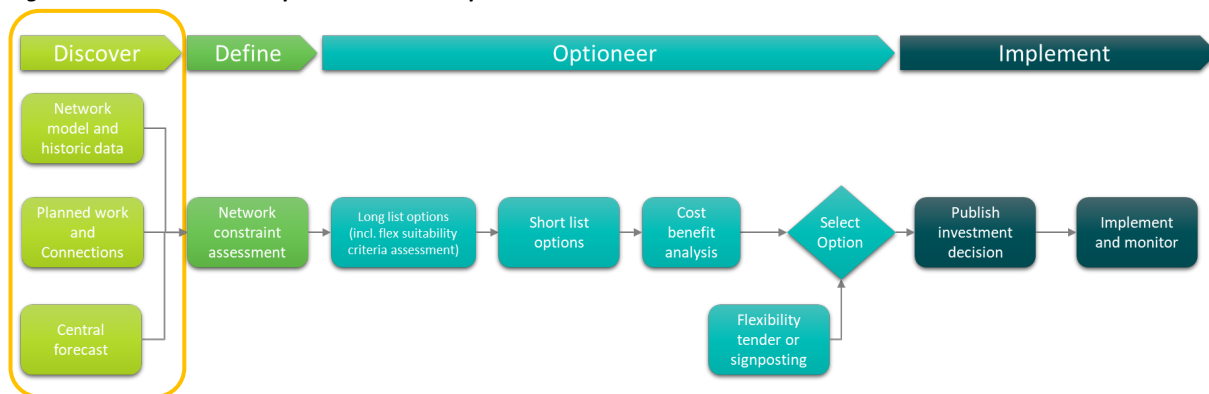 Discover
Define
Optioneer
Implement
Network
model and
historic data
Planned work
and
Connections
Central
forecast
Network
constraint
assessment
Long list options
(incl. flex suitability
criteria assessment)
Short list
options
Cost
benefit
analysis
Select
Option
Flexibility
tender or
signposting
Publish
investment
decision
Implement
and monitor